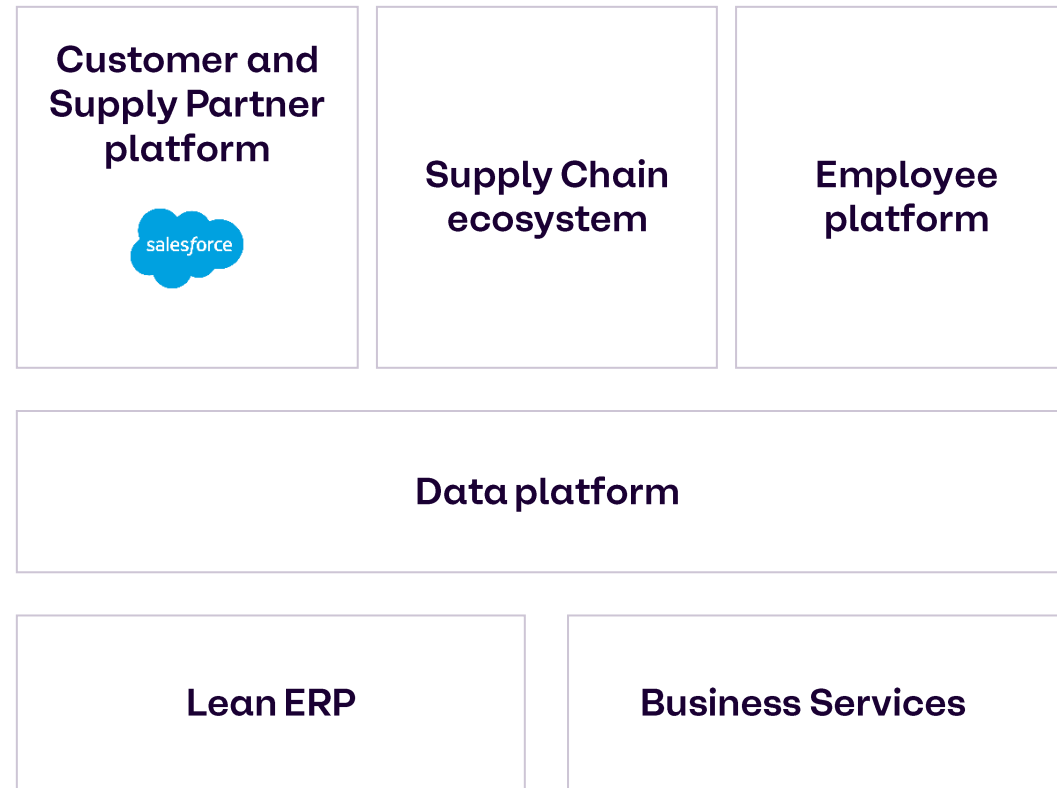 Customer and
Supply Partner
platform
salesforce
Supply Chain
ecosystem
Employee
platform
Data platform
Lean ERP
Business Services